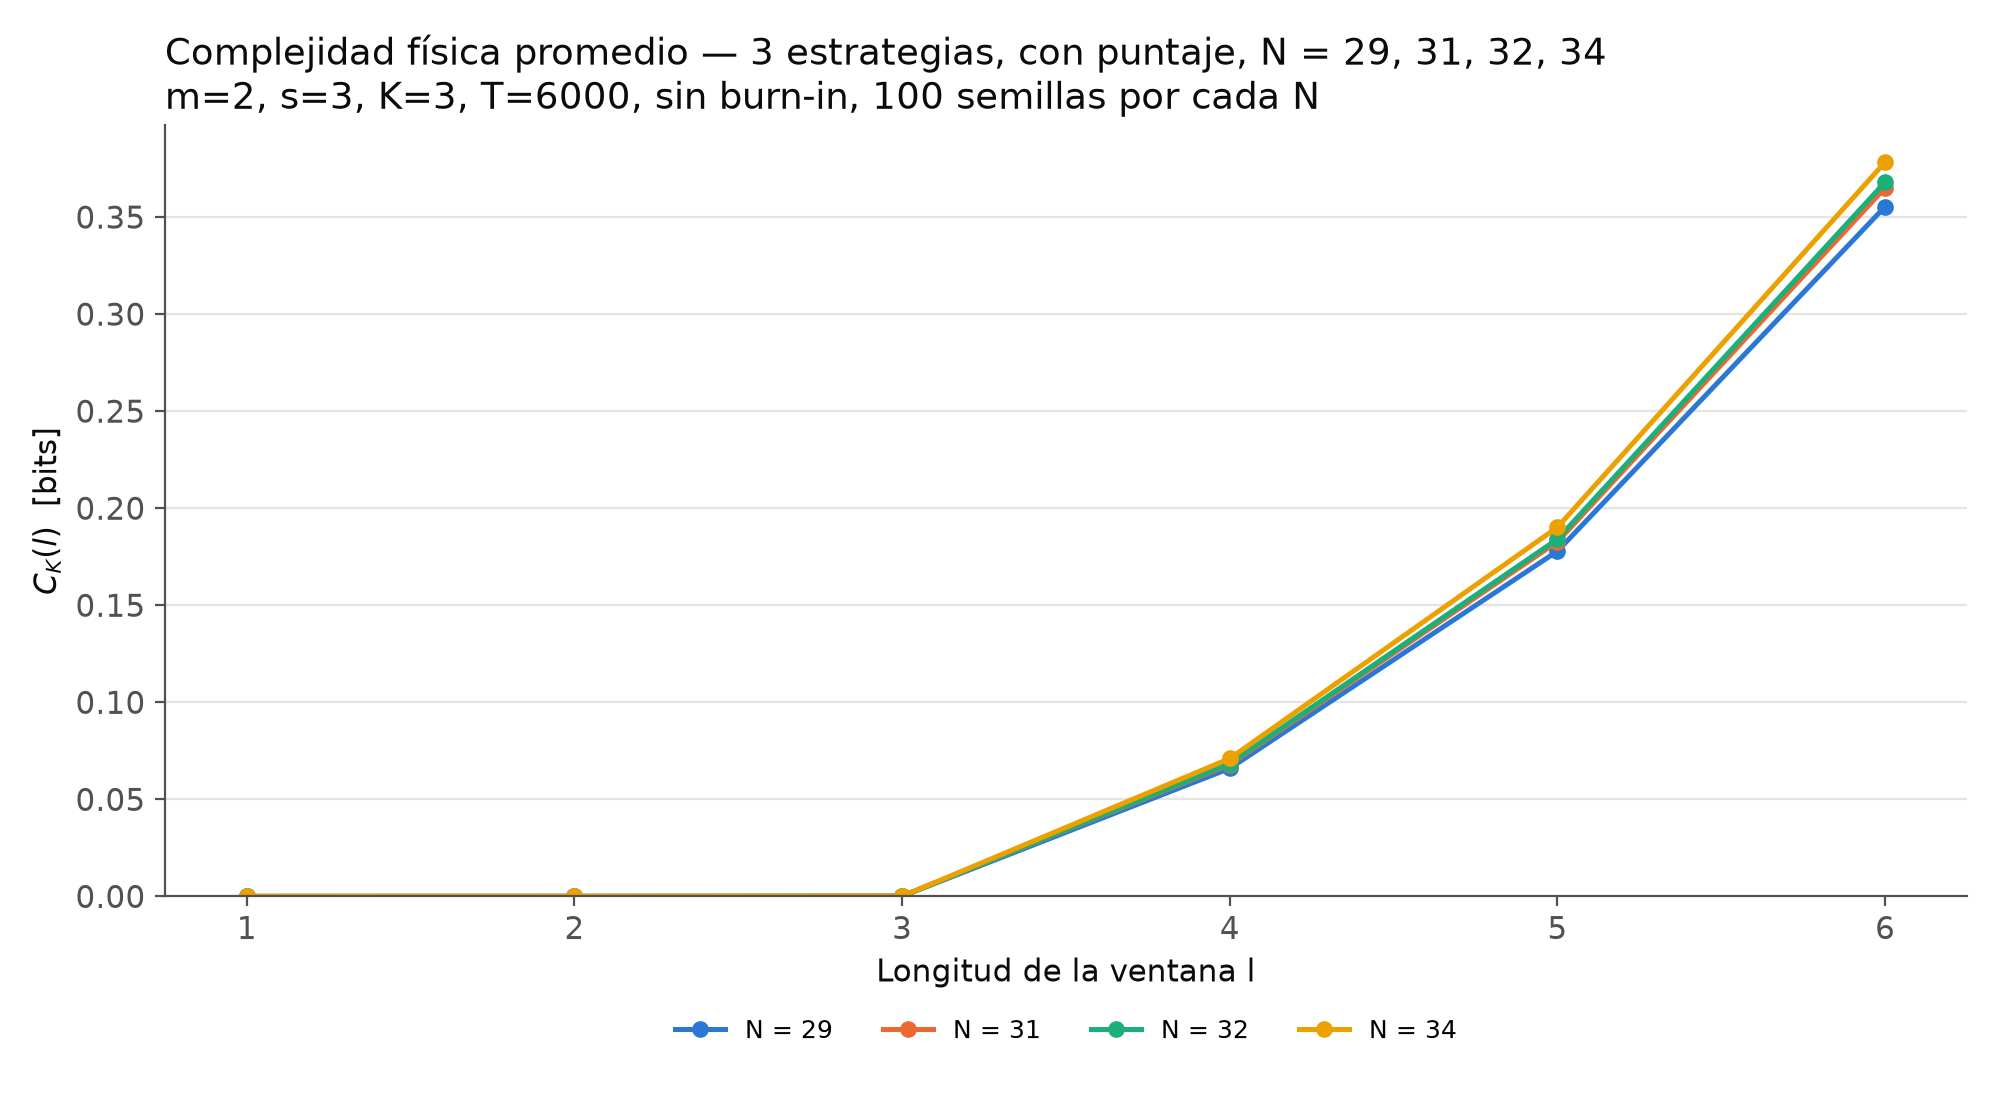 Complejidad física promedio — 3 estrategias, con puntaje, N = 29, 31, 32, 34
m=2, s=3, K=3, T=6000, sin burn-in, 100 semillas por cada N
C_K(l) [bits]
0.35
0.30
0.25
0.20
0.15
0.10
0.05
0.00
1 2 3 4 5 6
Longitud de la ventana l
N = 29 N = 31 N = 32 N = 34